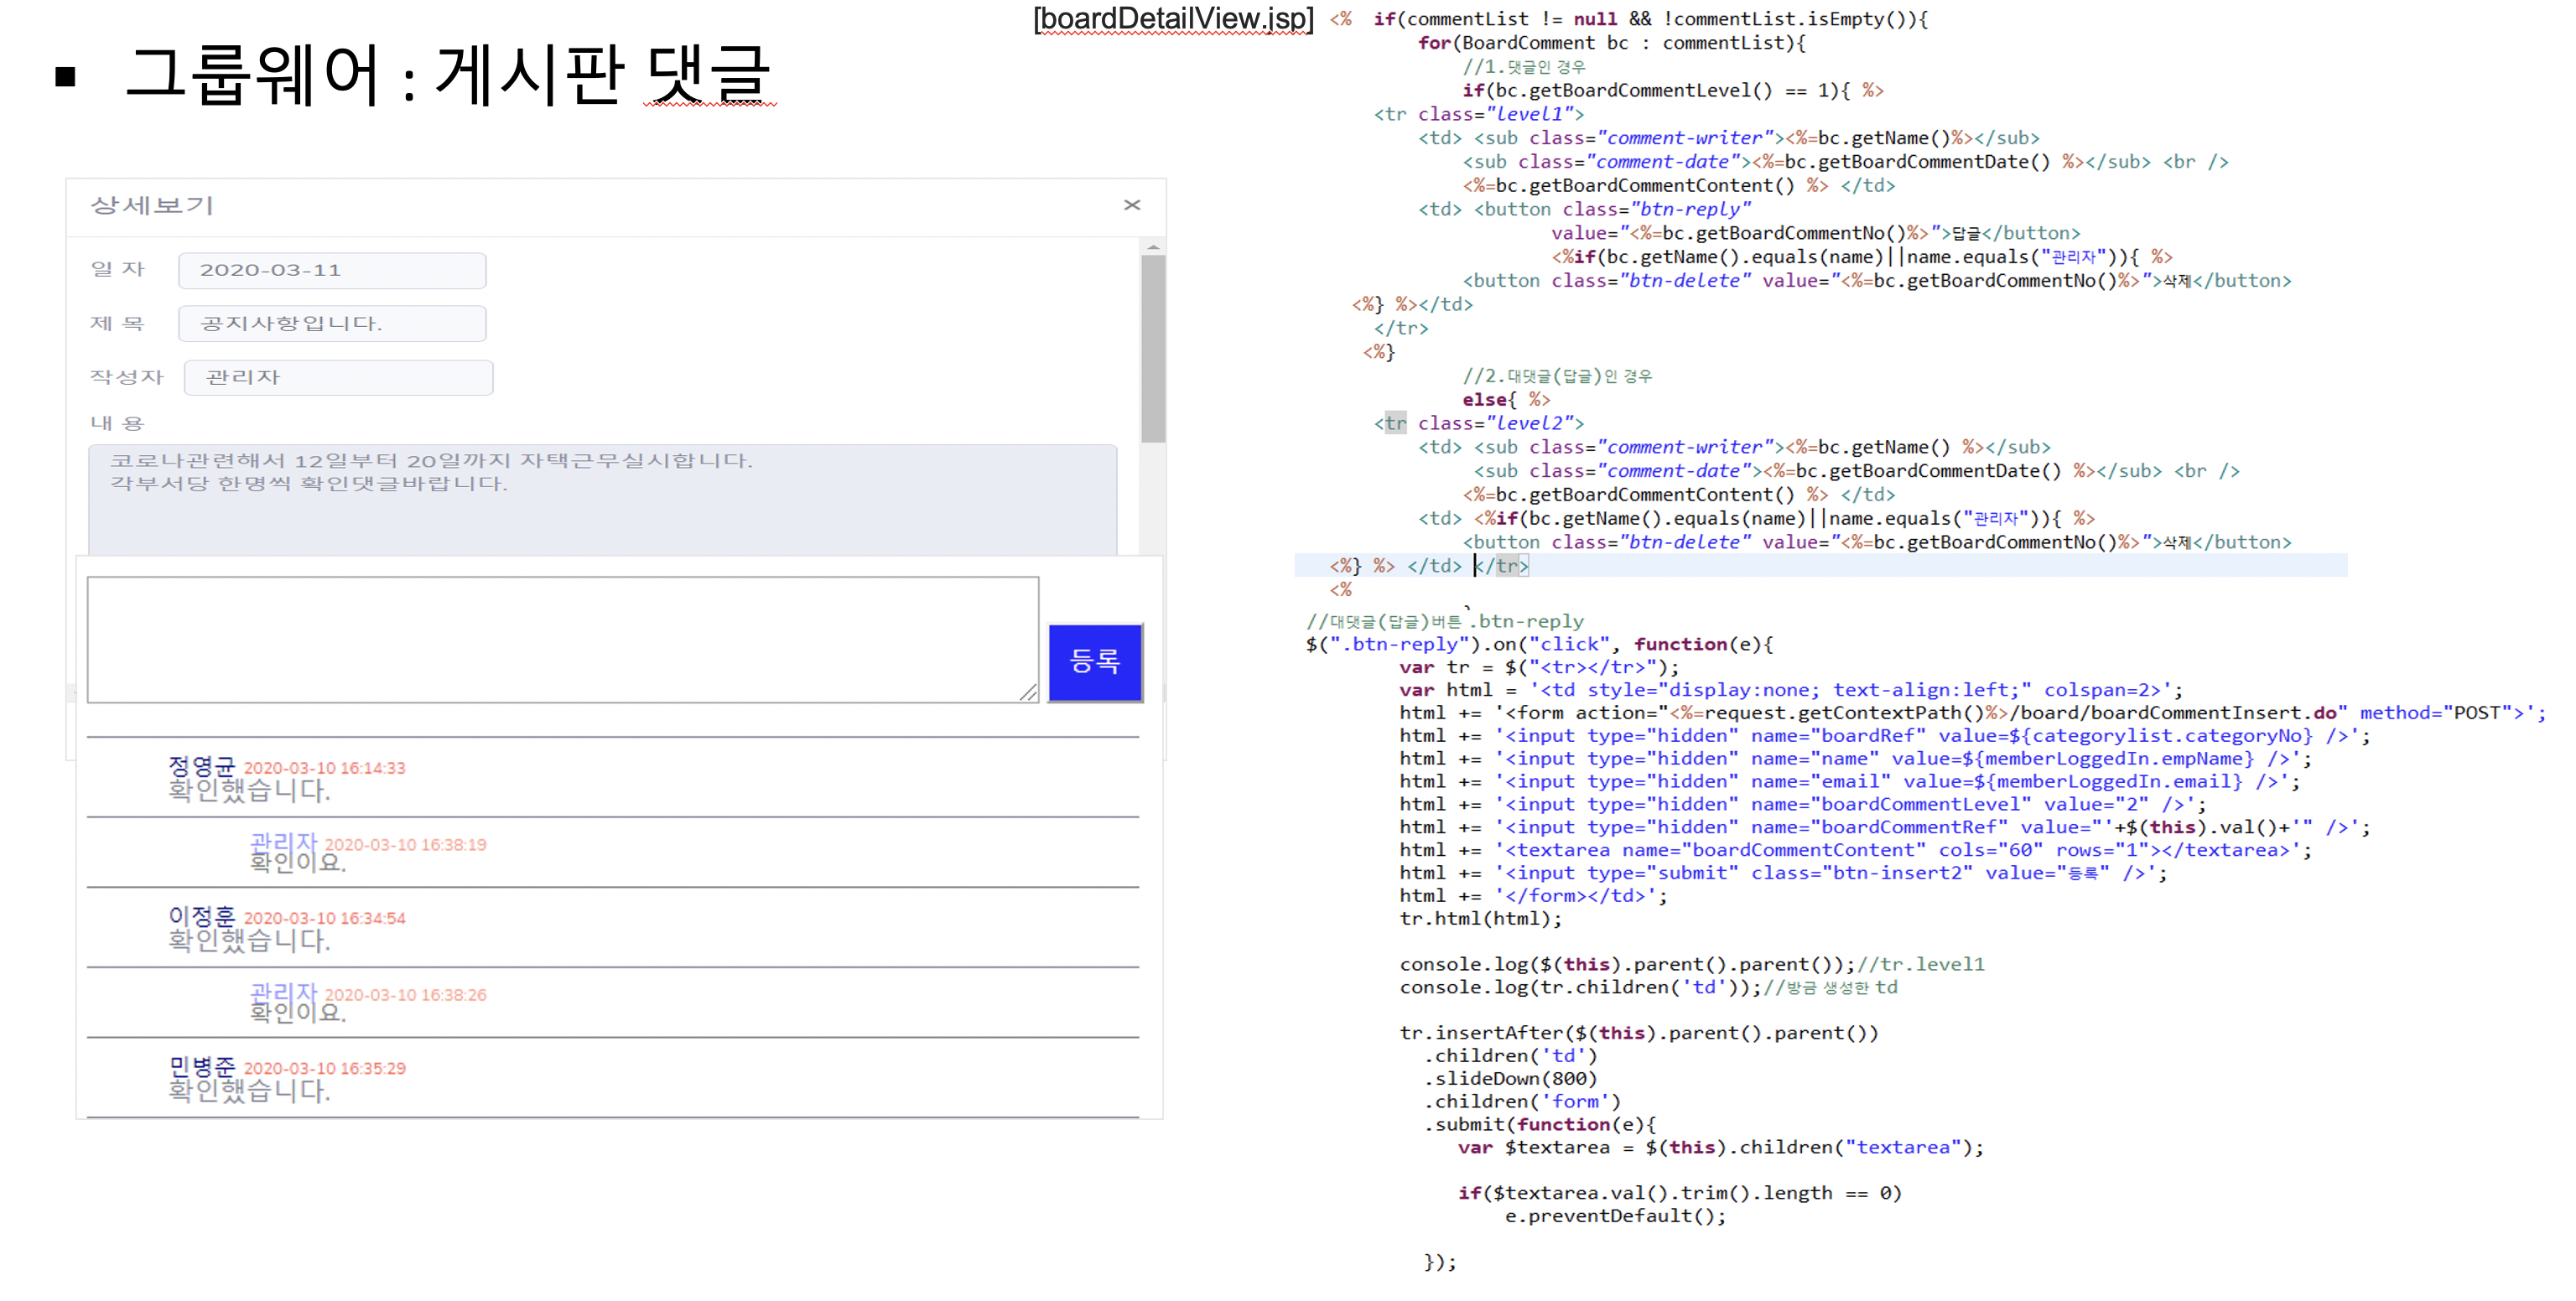 ▪ 그룹웨어 : 게시판 댓글
상세보기 ×
일 자 2020-03-11
제 목 공지사항입니다.
작성자 관리자
내 용
코로나관련해서 12일부터 20일까지 자택근무실시합니다.
각부서당 한명씩 확인댓글바랍니다.
등록
정영균 2020-03-10 16:14:33
확인했습니다.
관리자 2020-03-10 16:38:19
확인이요.
이정훈 2020-03-10 16:34:54
확인했습니다.
관리자 2020-03-10 16:38:26
확인이요.
민병준 2020-03-10 16:35:29
확인했습니다.
[boardDetailView.jsp]
<% if(commentList != null && !commentList.isEmpty()){
for(BoardComment bc : commentList){
//1.댓글인 경우
if(bc.getBoardCommentLevel() == 1){ %>
<tr class="level1">
<td> <sub class="comment-writer"><%=bc.getName()%></sub>
<sub class="comment-date"><%=bc.getBoardCommentDate() %></sub> <br />
<%=bc.getBoardCommentContent() %> </td>
<td> <button class="btn-reply"
value="<%=bc.getBoardCommentNo()%>">답글</button>
<%if(bc.getName().equals(name)||name.equals("관리자")){ %>
<button class="btn-delete" value="<%=bc.getBoardCommentNo()%>">삭제</button>
<%} %></td>
</tr>
<%}
//2.대댓글(답글)인 경우
else{ %>
<tr class="level2">
<td> <sub class="comment-writer"><%=bc.getName() %></sub>
<sub class="comment-date"><%=bc.getBoardCommentDate() %></sub> <br />
<%=bc.getBoardCommentContent() %> </td>
<td> <%if(bc.getName().equals(name)||name.equals("관리자")){ %>
<button class="btn-delete" value="<%=bc.getBoardCommentNo()%>">삭제</button>
<%} %> </td> </tr>
<%
//대댓글(답글)버튼 .btn-reply
$(".btn-reply").on("click", function(e){
var tr = $("<tr></tr>");
var html = '<td style="display:none; text-align:left;" colspan=2>';
html += '<form action="<%=request.getContextPath()%>/board/boardCommentInsert.do" method="POST">';
html += '<input type="hidden" name="boardRef" value=${categorylist.categoryNo} />';
html += '<input type="hidden" name="name" value=${memberLoggedIn.empName} />';
html += '<input type="hidden" name="email" value=${memberLoggedIn.email} />';
html += '<input type="hidden" name="boardCommentLevel" value="2" />';
html += '<input type="hidden" name="boardCommentRef" value="'+$(this).val()+'" />';
html += '<textarea name="boardCommentContent" cols="60" rows="1"></textarea>';
html += '<input type="submit" class="btn-insert2" value="등록" />';
html += '</form></td>';
tr.html(html);
console.log($(this).parent().parent());//tr.level1
console.log(tr.children('td'));//방금 생성한 td
tr.insertAfter($(this).parent().parent())
.children('td')
.slideDown(800)
.children('form')
.submit(function(e){
var $textarea = $(this).children("textarea");
if($textarea.val().trim().length == 0)
e.preventDefault();
});